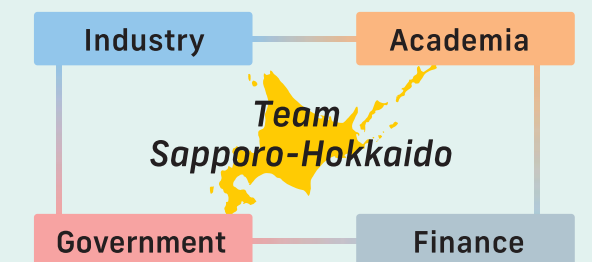 Industry
Academia
Team
Sapporo-Hokkaido
Government
Finance